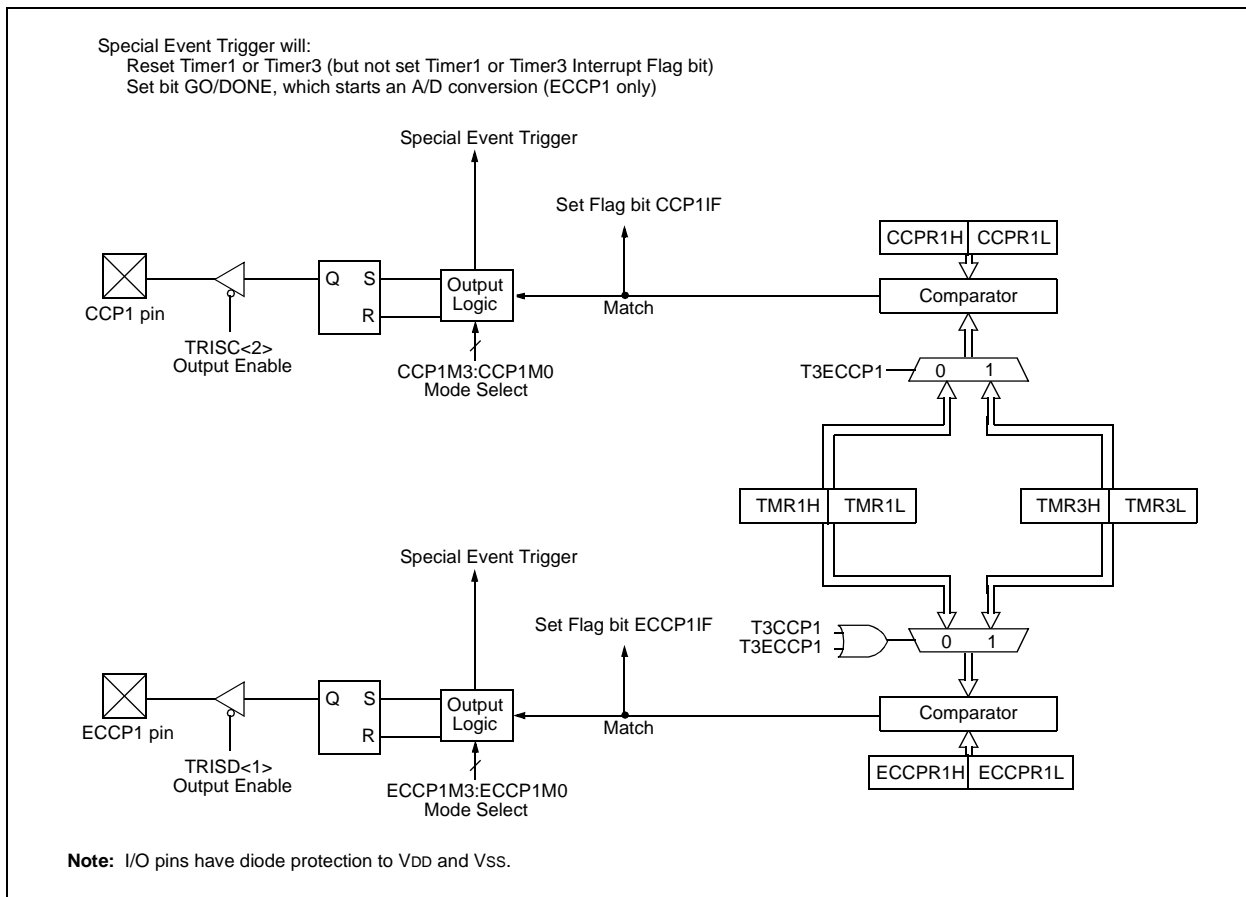 Special Event Trigger will:
Reset Timer1 or Timer3 (but not set Timer1 or Timer3 Interrupt Flag bit)
Set bit GO/DONE, which starts an A/D conversion (ECCP1 only)
Special Event Trigger
Set Flag bit CCP1IF
CCPR1H CCPR1L
Q S
R
Output
Logic
Comparator
CCP1 pin
Match
TRISC<2>
Output Enable
CCP1M3:CCP1M0
Mode Select
T3ECCP1
0 1
TMR1H TMR1L
TMR3H TMR3L
Special Event Trigger
Set Flag bit ECCP1IF
T3CCP1
T3ECCP1
0 1
Q S
R
Output
Logic
Comparator
ECCP1 pin
Match
TRISD<1>
Output Enable
ECCP1M3:ECCP1M0
Mode Select
ECCPR1H ECCPR1L
Note: I/O pins have diode protection to VDD and VSS.